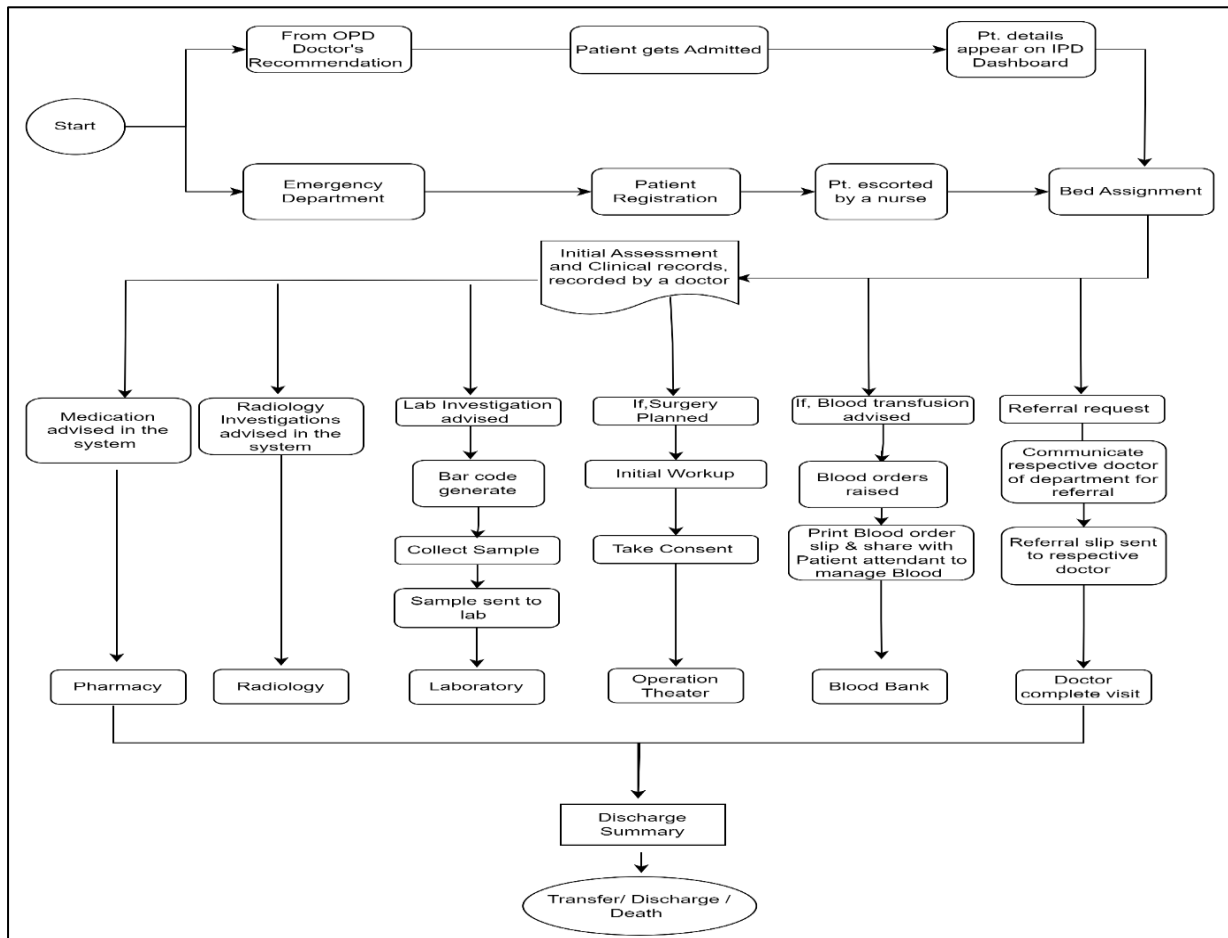 From OPD
Doctor's
Recommendation
Patient gets Admitted
Pt. details
appear on IPD
Dashboard
Start
Emergency
Department
Patient
Registration
Pt. escorted
by a nurse
Bed Assignment
Initial Assessment
and Clinical records,
recorded by a doctor
Medication
advised in the
system
Radiology
Investigations
advised in the
system
Lab Investigation
advised
If,Surgery
Planned
If, Blood transfusion
advised
Referral request
Bar code
generate
Initial Workup
Blood orders
raised
Communicate
respective doctor
of department for
referral
Collect Sample
Take Consent
Print Blood order
slip & share with
Patient attendant to
manage Blood
Referral slip sent
to respective
doctor
Sample sent to
lab
Pharmacy
Radiology
Laboratory
Operation
Theater
Blood Bank
Doctor
complete visit
Discharge
Summary
Transfer/ Discharge /
Death